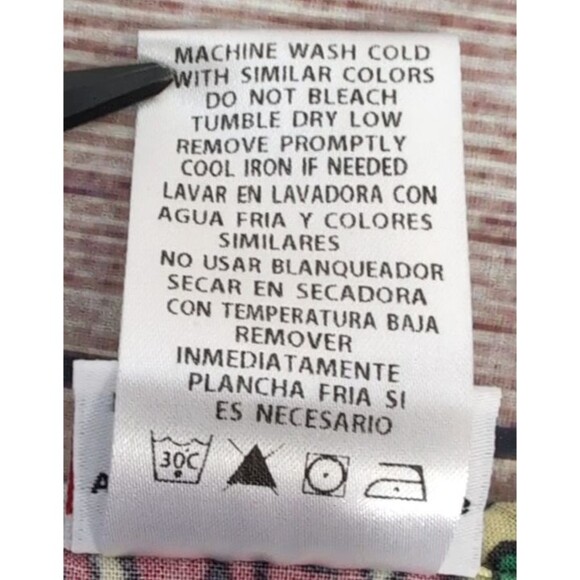 MACHINE WASH COLD
WITH SIMILAR COLORS
DO NOT BLEACH
TUMBLE DRY LOW
REMOVE PROMPTLY
COOL IRON IF NEEDED
LAVAR EN LAVADORA CON
AGUA FRIA Y COLORES
SIMILARES
NO USAR BLANQUEADOR
SECAR EN SECADORA
CON TEMPERATURA BAJA
REMOVER
INMEDIATAMENTE
PLANCHA FRIA SI
ES NECESARIO
30C